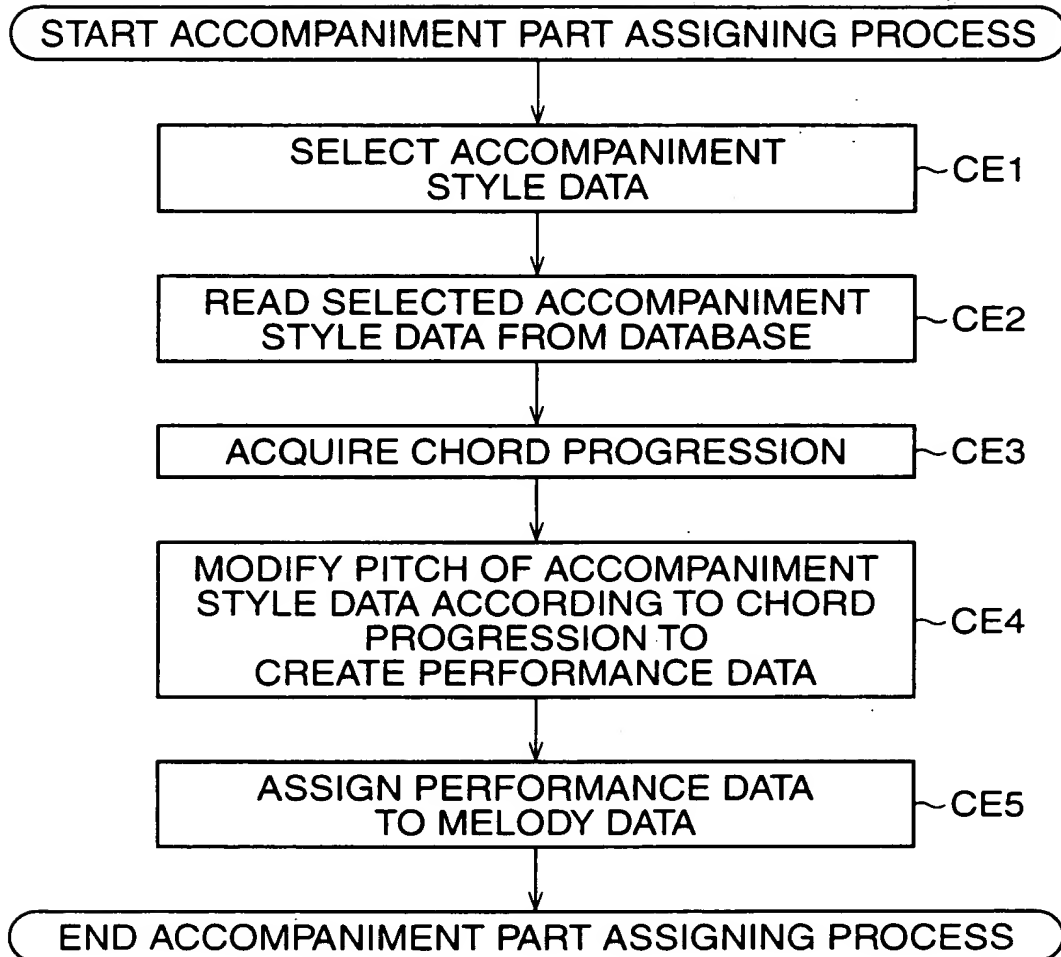 START ACCOMPANIMENT PART ASSIGNING PROCESS
SELECT ACCOMPANIMENT
STYLE DATA
CE1
READ SELECTED ACCOMPANIMENT
STYLE DATA FROM DATABASE
CE2
ACQUIRE CHORD PROGRESSION
CE3
MODIFY PITCH OF ACCOMPANIMENT
STYLE DATA ACCORDING TO CHORD
PROGRESSION TO
CREATE PERFORMANCE DATA
CE4
ASSIGN PERFORMANCE DATA
TO MELODY DATA
CE5
END ACCOMPANIMENT PART ASSIGNING PROCESS